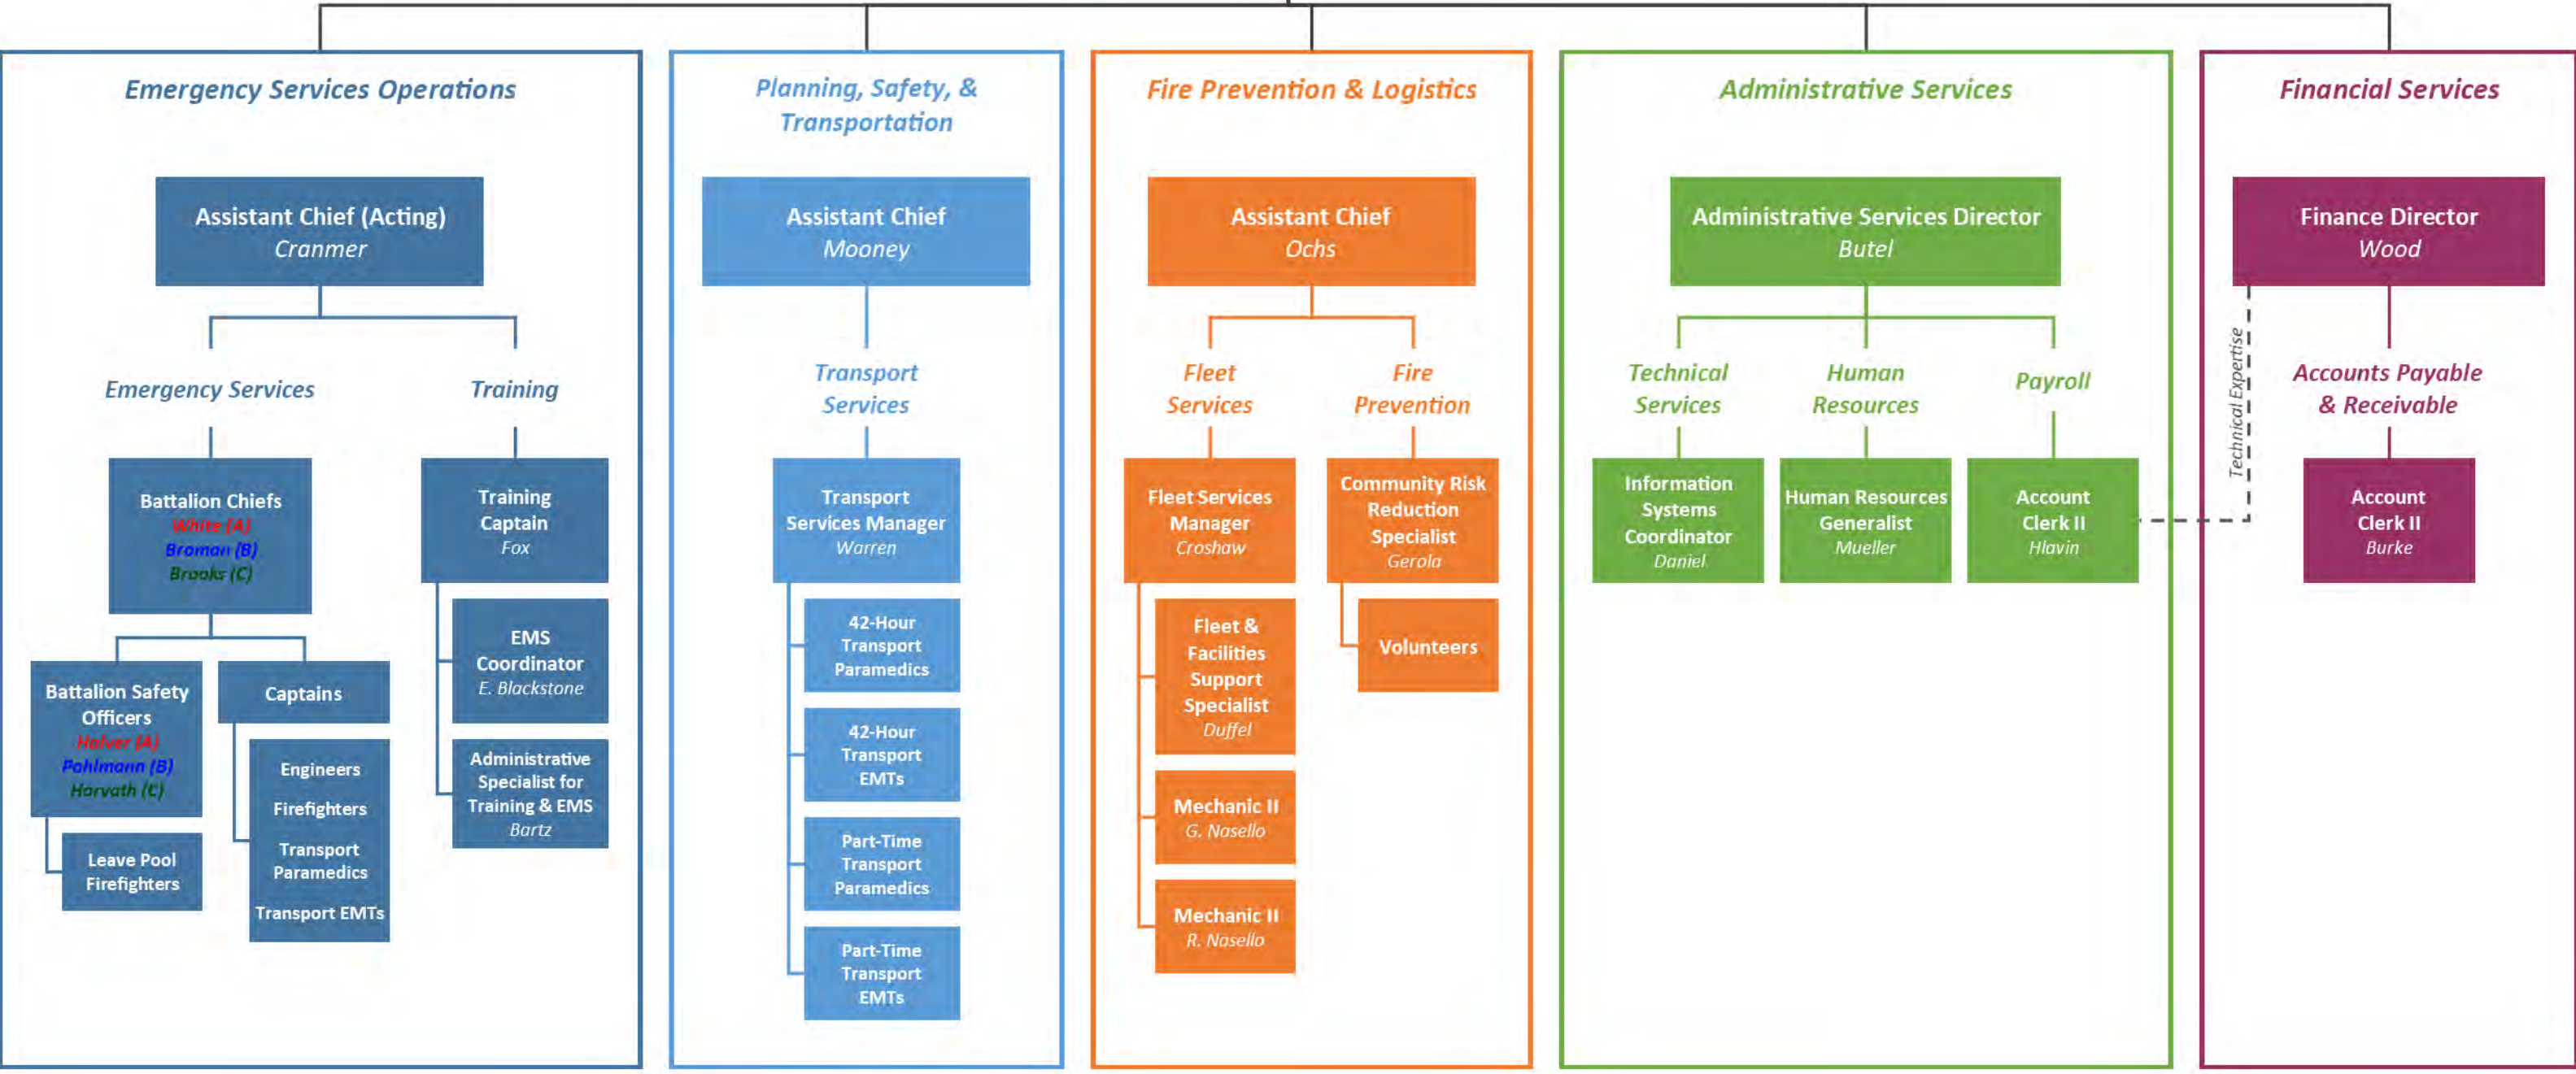 Emergency Services Operations
Assistant Chief (Acting)
Cranmer
Emergency Services
Battalion Chiefs
White (A)
Broman (B)
Brooks (C)
Battalion Safety
Officers
Halver (A)
Pahlmann (B)
Horvath (C)
Leave Pool
Firefighters
Captains
Engineers
Firefighters
Transport
Paramedics
Transport EMTs
Training
Training
Captain
Fox
EMS
Coordinator
E. Blackstone
Administrative
Specialist for
Training & EMS
Bartz
Planning, Safety, &
Transportation
Assistant Chief
Mooney
Transport
Services
Transport
Services Manager
Warren
42-Hour
Transport
Paramedics
42-Hour
Transport
EMTs
Part-Time
Transport
Paramedics
Part-Time
Transport
EMTs
Fire Prevention & Logistics
Assistant Chief
Ochs
Fleet
Services
Fleet Services
Manager
Croshaw
Fleet &
Facilities
Support
Specialist
Duffel
Mechanic II
G. Nasello
Mechanic II
R. Nasello
Fire
Prevention
Community Risk
Reduction
Specialist
Gerola
Volunteers
Administrative Services
Administrative Services Director
Butel
Technical
Services
Information
Systems
Coordinator
Daniel
Human
Resources
Human Resources
Generalist
Mueller
Payroll
Account
Clerk II
Hlavin
Financial Services
Finance Director
Wood
Technical Expertise
Accounts Payable
& Receivable
Account
Clerk II
Burke